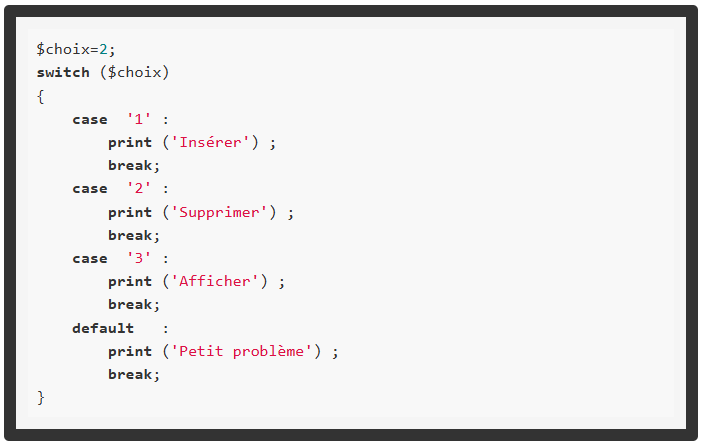 $choix=2;
switch ($choix)
{
    case  '1' :
        print ('Insérer') ;
        break;
    case  '2' :
        print ('Supprimer') ;
        break;
    case  '3' :
        print ('Afficher') ;
        break;
    default   :
        print ('Petit problème') ;
        break;
}